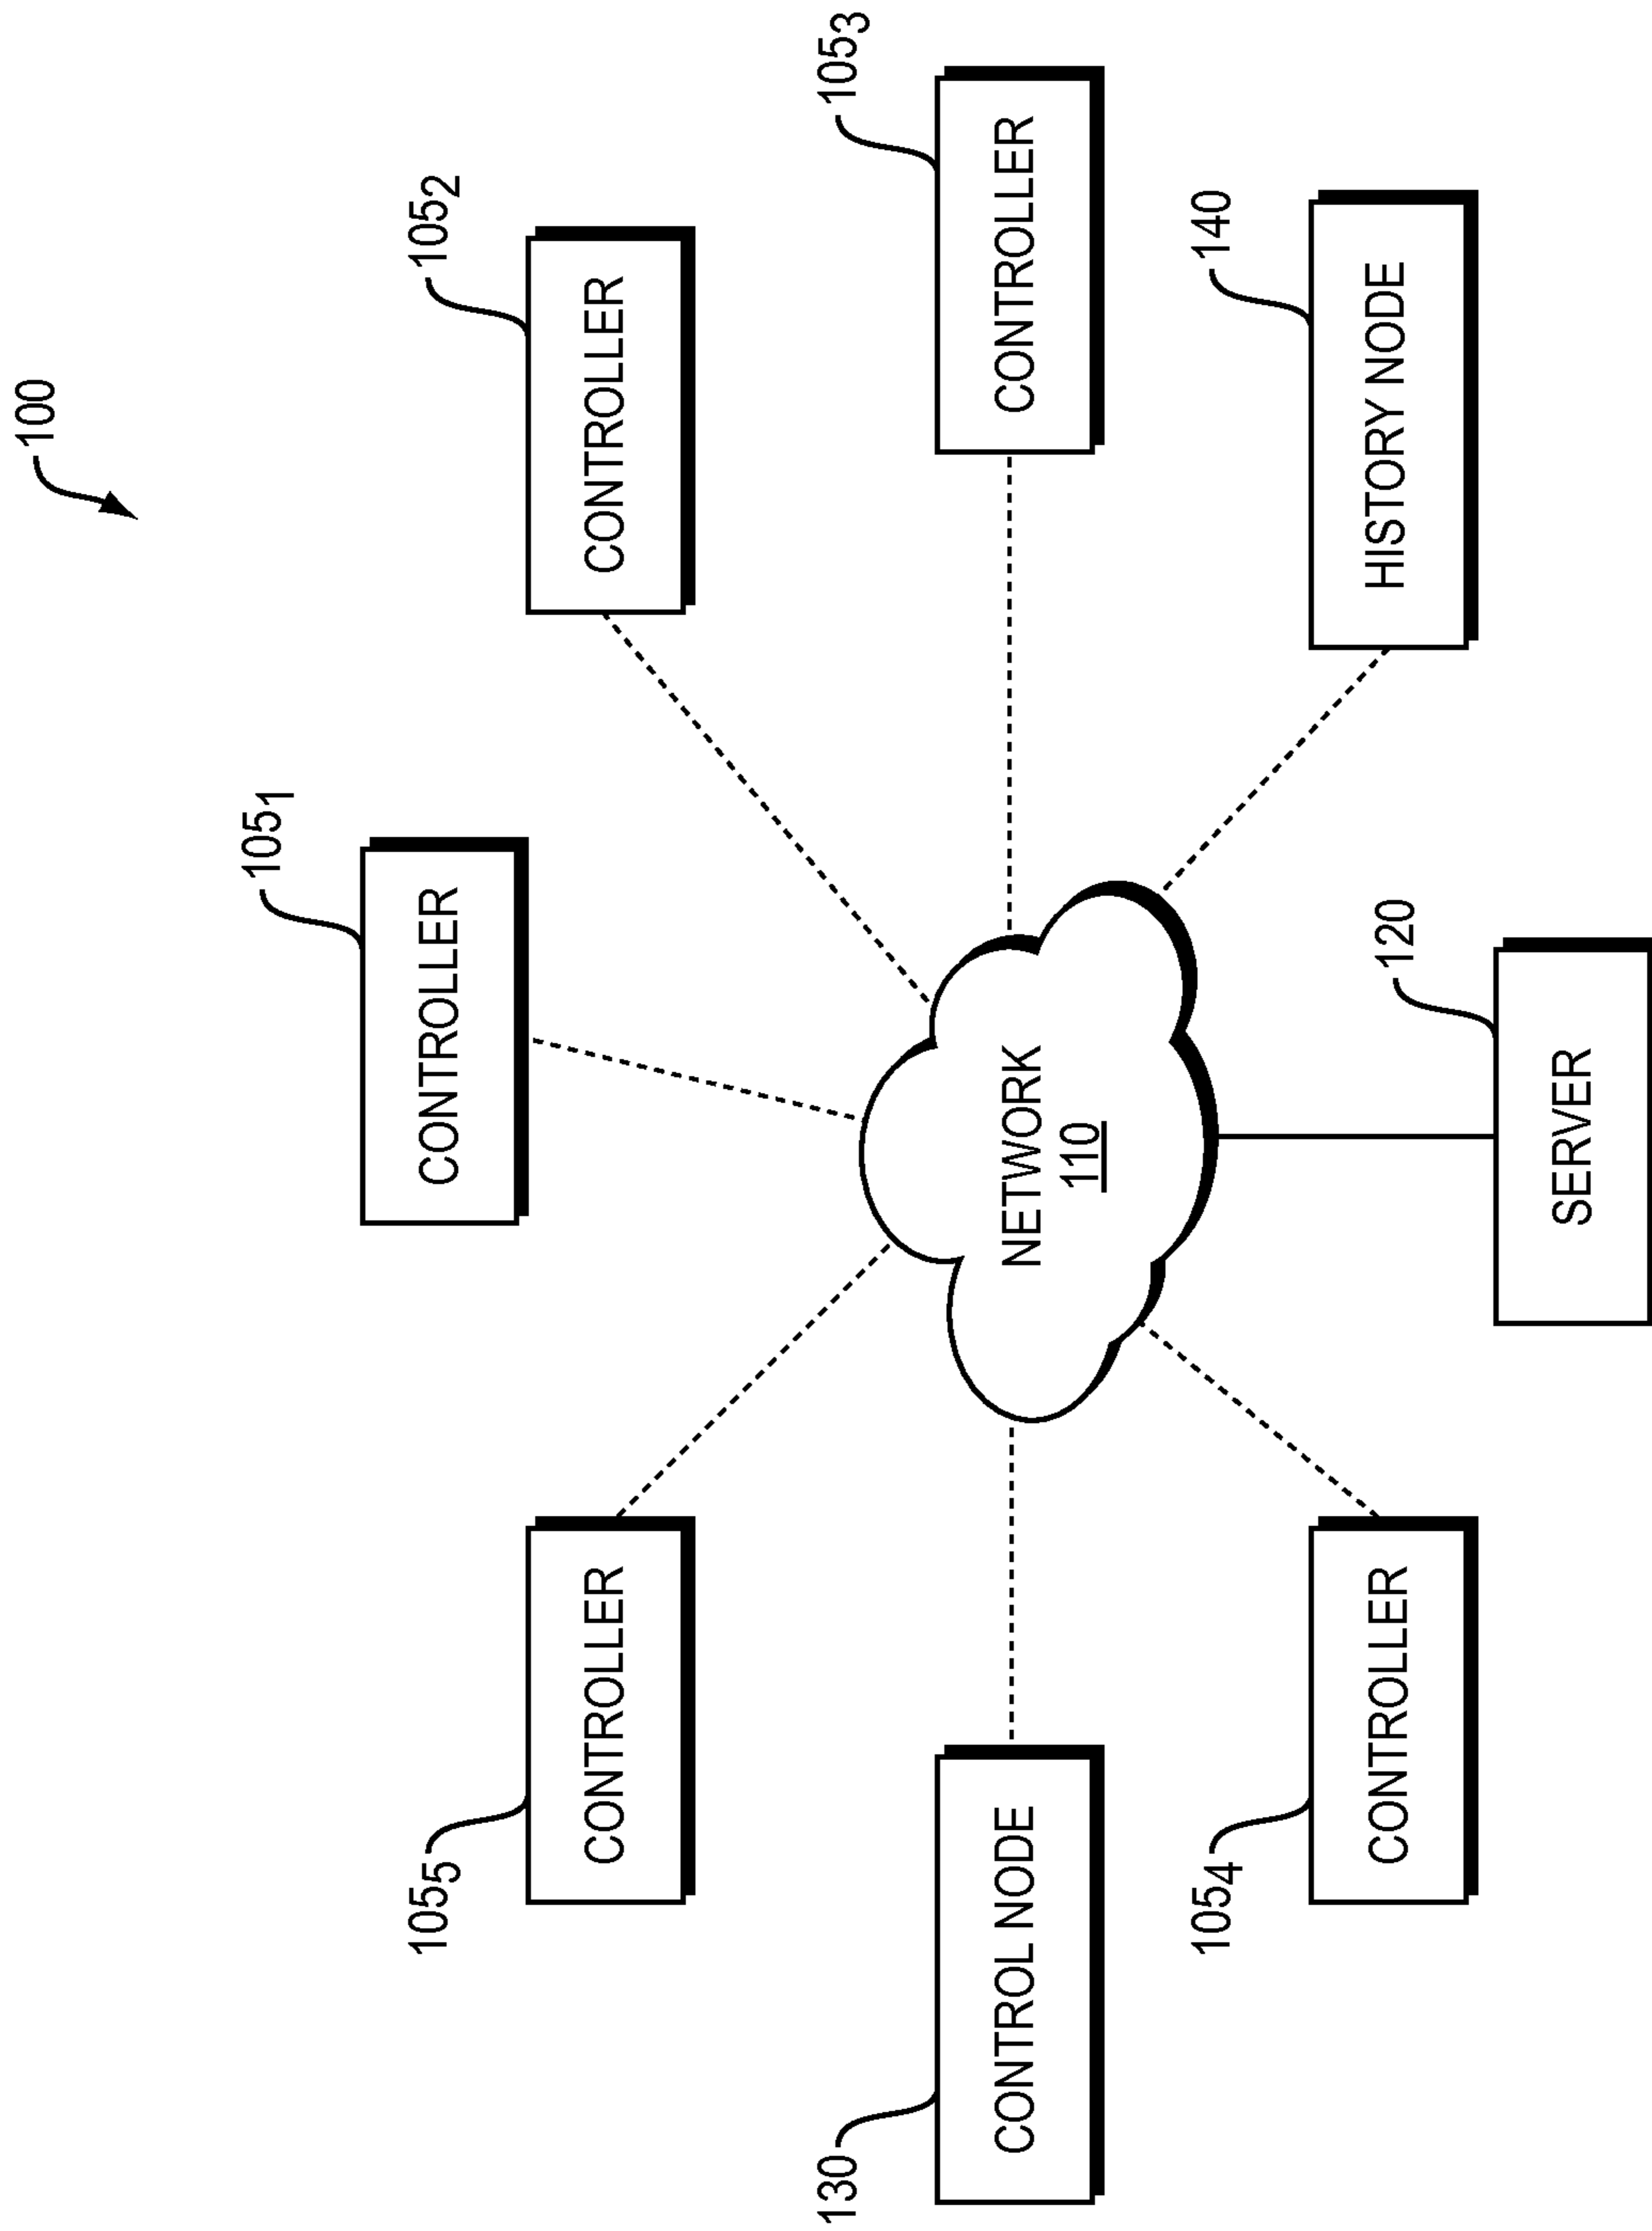 100
105₁
CONTROLLER
105₅
CONTROLLER
105₂
CONTROLLER
130
CONTROL NODE
NETWORK
110
105₃
CONTROLLER
105₄
CONTROLLER
120
SERVER
140
HISTORY NODE